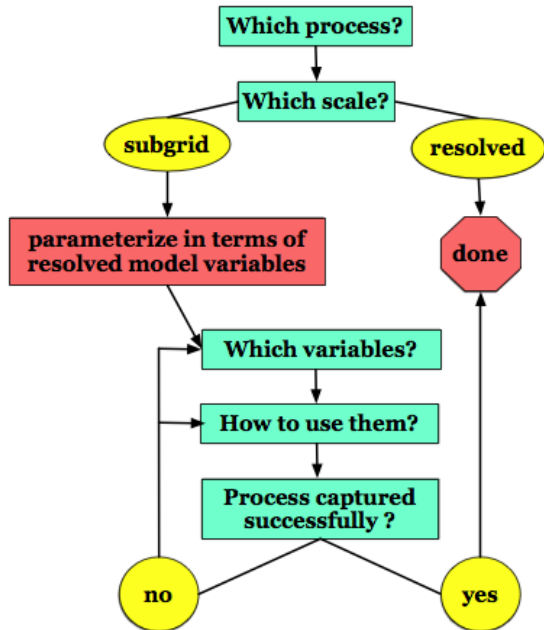 Which process?
Which scale?
subgrid
resolved
parameterize in terms of
resolved model variables
done
Which variables?
How to use them?
Process captured
successfully ?
no
yes